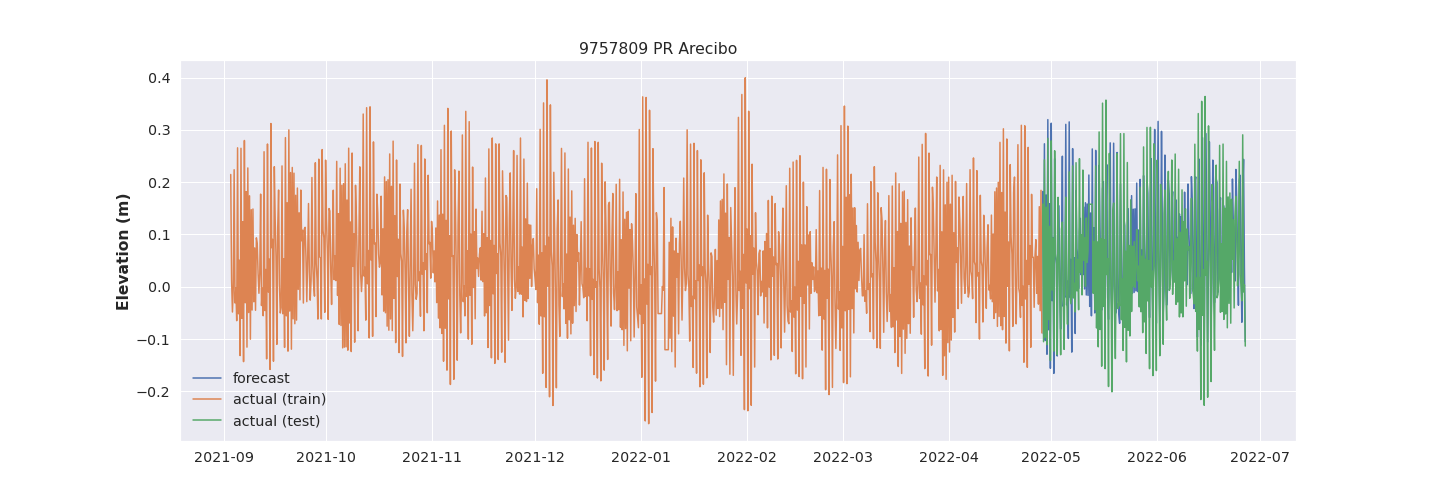 9757809 PR Arecibo
Elevation (m)
0.4
0.3
0.2
0.1
0.0
−0.1
−0.2
forecast
actual (train)
actual (test)
2021-09 2021-10 2021-11 2021-12 2022-01 2022-02 2022-03 2022-04 2022-05 2022-06 2022-07